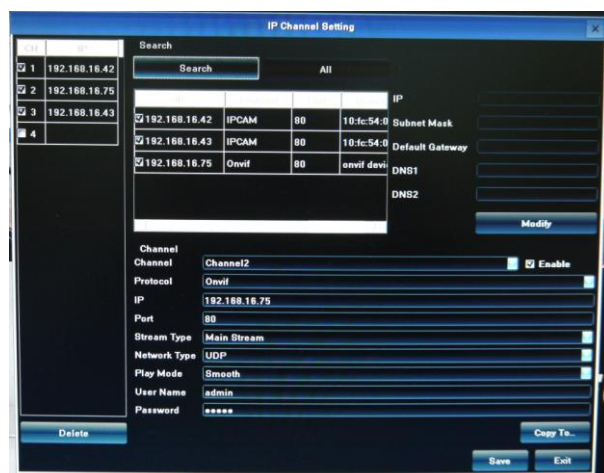 IP Channel Setting
CH IP
1 192.168.16.42
2 192.168.16.75
3 192.168.16.43
4
Delete
Search
Search All
192.168.16.42 IPCAM 80 10:fc:54:0
192.168.16.43 IPCAM 80 10:fc:54:0
192.168.16.75 Onvif 80 onvif devi
IP
Subnet Mask
Default Gateway
DNS1
DNS2
Modify
Channel
Channel Channel2 Enable
Protocol Onvif
IP 192.168.16.75
Port 80
Stream Type Main Stream
Network Type UDP
Play Mode Smooth
User Name admin
Password •••••
Copy To...
Save Exit